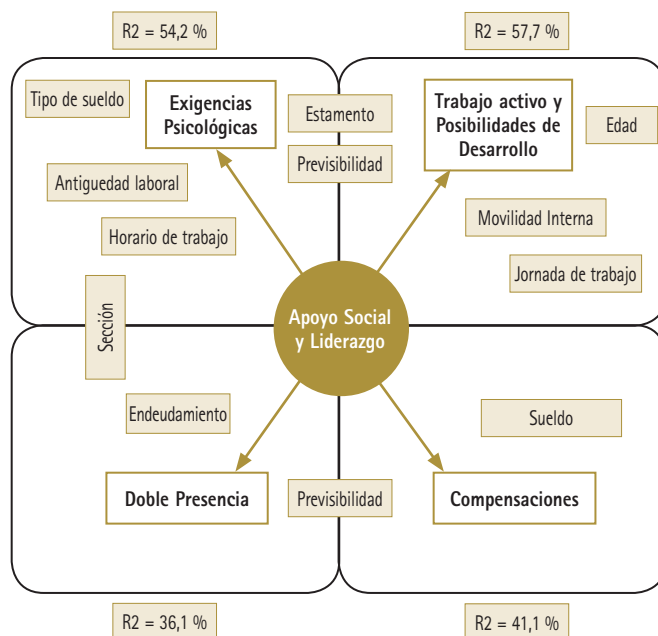 R2 = 54,2 %
R2 = 57,7 %
Tipo de sueldo
Exigencias
Psicológicas
Estamento
Previsibilidad
Trabajo activo y
Posibilidades de
Desarrollo
Edad
Antiguedad laboral
Horario de trabajo
Movilidad Interna
Jornada de trabajo
Sección
Apoyo Social
y Liderazgo
Endeudamiento
Sueldo
Doble Presencia
Previsibilidad
Compensaciones
R2 = 36,1 %
R2 = 41,1 %